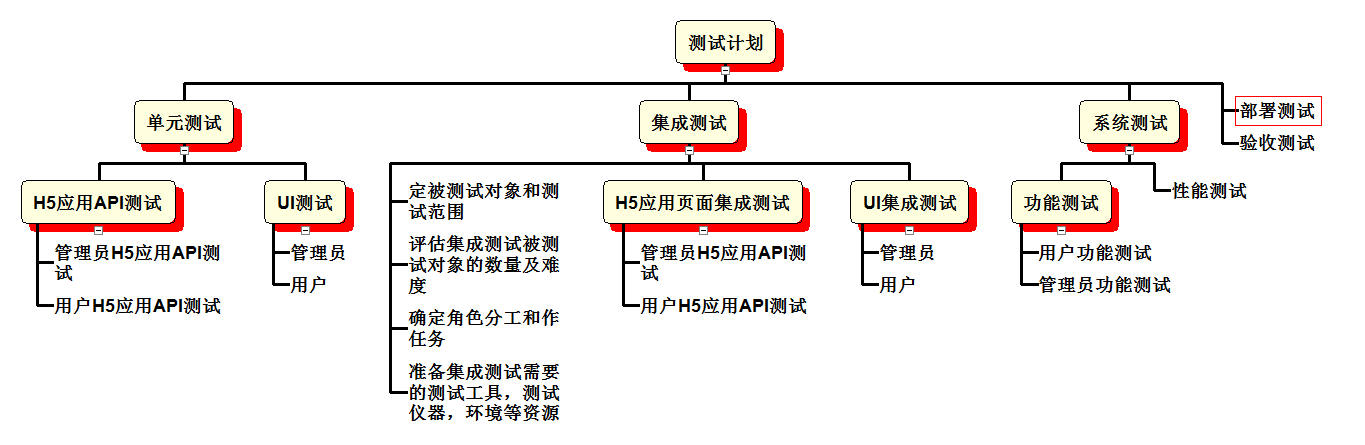 测试计划
单元测试
集成测试
系统测试
部署测试
验收测试
H5应用API测试
UI测试
定被测试对象和测
试范围
H5应用页面集成测试
UI集成测试
功能测试
性能测试
管理员H5应用API测
试
用户H5应用API测试
管理员
用户
评估集成测试被测
试对象的数量及难
度
确定角色分工和作
任务
准备集成测试需要
的测试工具，测试
仪器，环境等资源
管理员H5应用API测
试
用户H5应用API测试
管理员
用户
用户功能测试
管理员功能测试